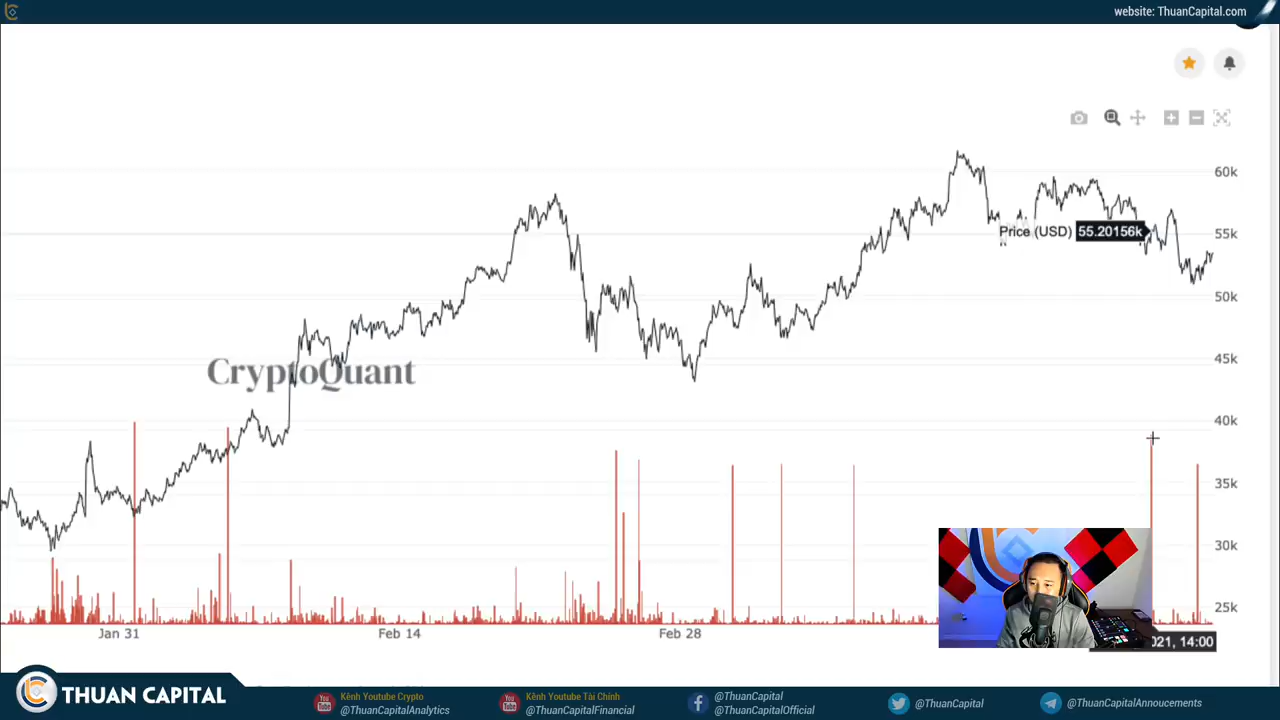 website: ThuanCapital.com
60k
Price (USD) 55.20156k
55k
50k
45k
CryptoQuant
40k
35k
30k
25k
Jan 31 Feb 14 Feb 28
021, 14:00
THUAN CAPITAL
Kênh Youtube Crypto
@ThuanCapitalAnalytics
Kênh Youtube Tài Chính
@ThuanCapitalFinancial
@ThuanCapital
@ThuanCapitalOfficial
@ThuanCapital
@ThuanCapitalAnnoucements